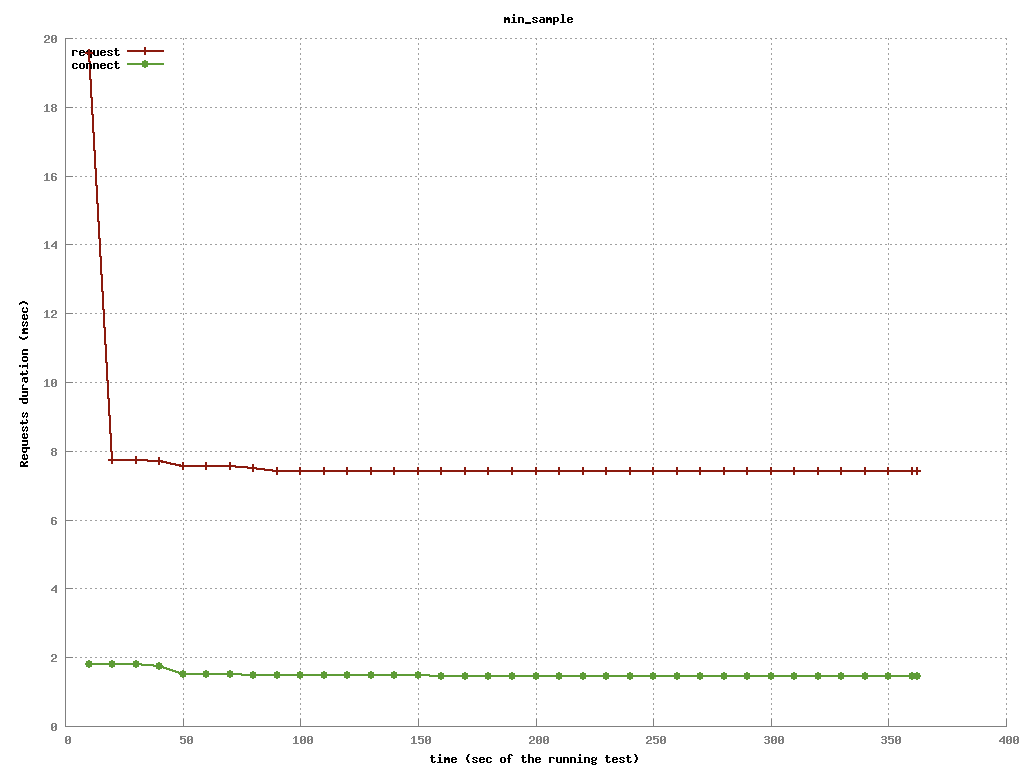 min_sample
request
connect
20
18
16
14
12
10
8
6
4
2
0
Requests duration (msec)
0 50 100 150 200 250 300 350 400
time (sec of the running test)